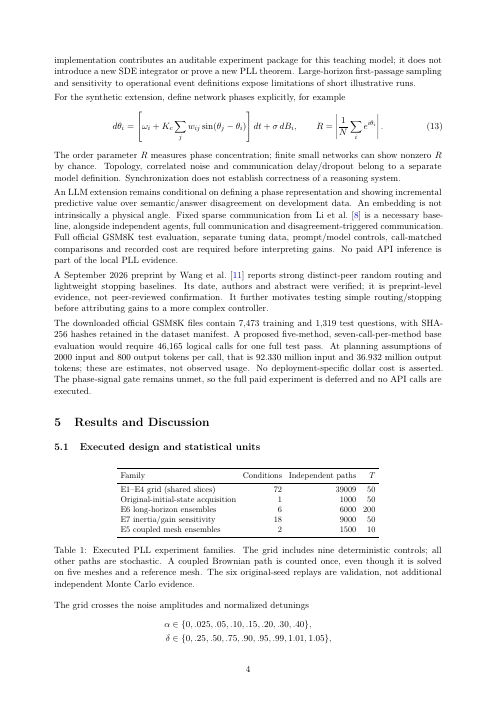 implementation contributes an auditable experiment package for this teaching model; it does not
introduce a new SDE integrator or prove a new PLL theorem. Large-horizon first-passage sampling
and sensitivity to operational event definitions expose limitations of short illustrative runs.
For the synthetic extension, define network phases explicitly, for example
dθi = [ωi + Kc ∑j wij sin(θj − θi)] dt + σ dBi, R = |1/N ∑i e^{iθi}|. (13)
The order parameter R measures phase concentration; finite small networks can show nonzero R
by chance. Topology, correlated noise and communication delay/dropout belong to a separate
model definition. Synchronization does not establish correctness of a reasoning system.
An LLM extension remains conditional on defining a phase representation and showing incremental
predictive value over semantic/answer disagreement on development data. An embedding is not
intrinsically a physical angle. Fixed sparse communication from Li et al. [8] is a necessary base-
line, alongside independent agents, full communication and disagreement-triggered communication.
Full official GSM8K test evaluation, separate tuning data, prompt/model controls, call-matched
comparisons and recorded cost are required before interpreting gains. No paid API inference is
part of the local PLL evidence.
A September 2026 preprint by Wang et al. [11] reports strong distinct-peer random routing and
lightweight stopping baselines. Its date, authors and abstract were verified; it is preprint-level
evidence, not peer-reviewed confirmation. It further motivates testing simple routing/stopping
before attributing gains to a more complex controller.
The downloaded official GSM8K files contain 7,473 training and 1,319 test questions, with SHA-
256 hashes retained in the dataset manifest. A proposed five-method, seven-call-per-method base
evaluation would require 46,165 logical calls for one full test pass. At planning assumptions of
2000 input and 800 output tokens per call, that is 92.330 million input and 36.932 million output
tokens; these are estimates, not observed usage. No deployment-specific dollar cost is asserted.
The phase-signal gate remains unmet, so the full paid experiment is deferred and no API calls are
executed.
5 Results and Discussion
5.1 Executed design and statistical units
Family Conditions Independent paths T
E1–E4 grid (shared slices) 72 39009 50
Original-initial-state acquisition 1 1000 50
E6 long-horizon ensembles 6 6000 200
E7 inertia/gain sensitivity 18 9000 50
E5 coupled mesh ensembles 2 1500 10
Table 1: Executed PLL experiment families. The grid includes nine deterministic controls; all
other paths are stochastic. A coupled Brownian path is counted once, even though it is solved
on five meshes and a reference mesh. The six original-seed replays are validation, not additional
independent Monte Carlo evidence.
The grid crosses the noise amplitudes and normalized detunings
α ∈ {0, .025, .05, .10, .15, .20, .30, .40},
δ ∈ {0, .25, .50, .75, .90, .95, .99, 1.01, 1.05},
4